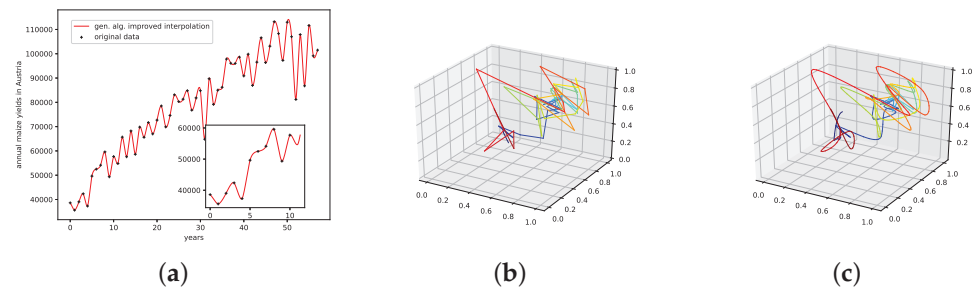 gen. alg. improved interpolation
original data
annual maize yields in Austria
110000
100000
90000
80000
70000
60000
50000
40000
0 10 20 30 40 50
years
60000
50000
40000
0 5 10
1.0
0.8
0.6
0.4
0.2
0.0
0.0 0.2 0.4 0.6 0.8 1.0
0.0 0.2 0.4 0.6 0.8 1.0
1.0
0.8
0.6
0.4
0.2
0.0
0.0 0.2 0.4 0.6 0.8 1.0
0.0 0.2 0.4 0.6 0.8 1.0
(a) (b) (c)